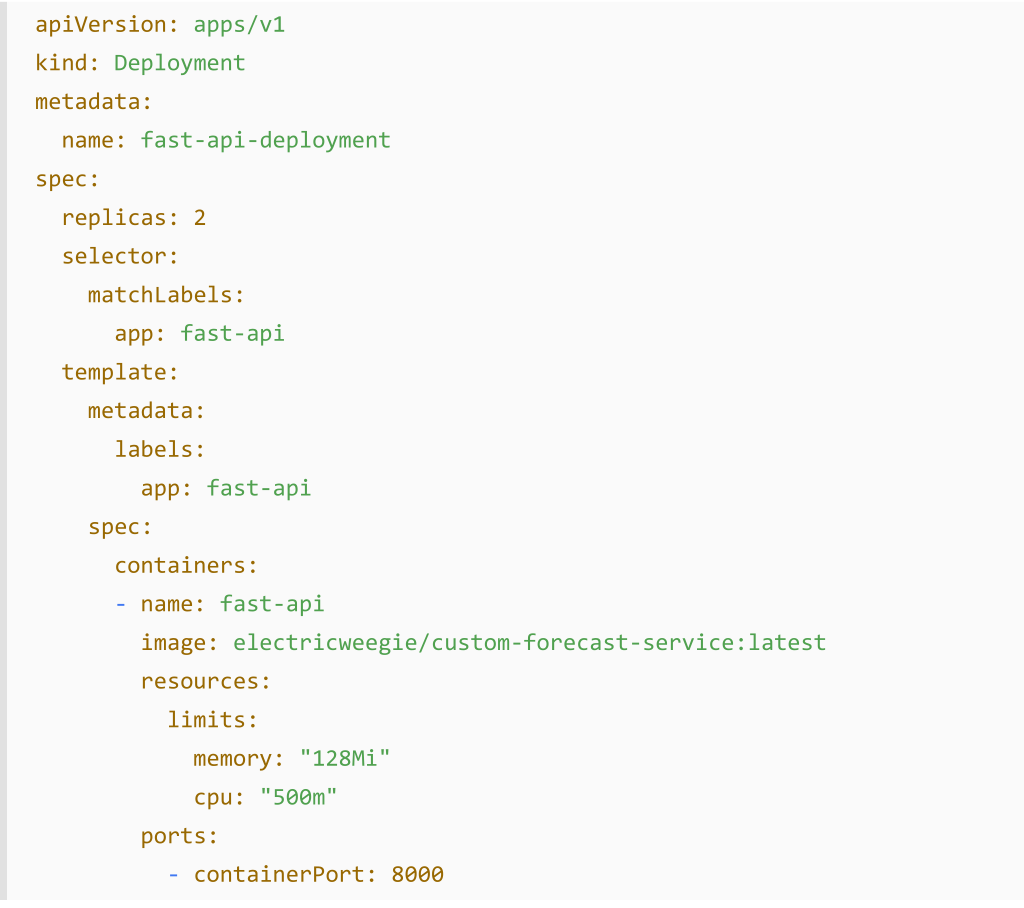 apiVersion: apps/v1
kind: Deployment
metadata:
  name: fast-api-deployment
spec:
  replicas: 2
  selector:
    matchLabels:
      app: fast-api
  template:
    metadata:
      labels:
        app: fast-api
    spec:
      containers:
      - name: fast-api
        image: electricweegie/custom-forecast-service:latest
        resources:
          limits:
            memory: "128Mi"
            cpu: "500m"
        ports:
          - containerPort: 8000